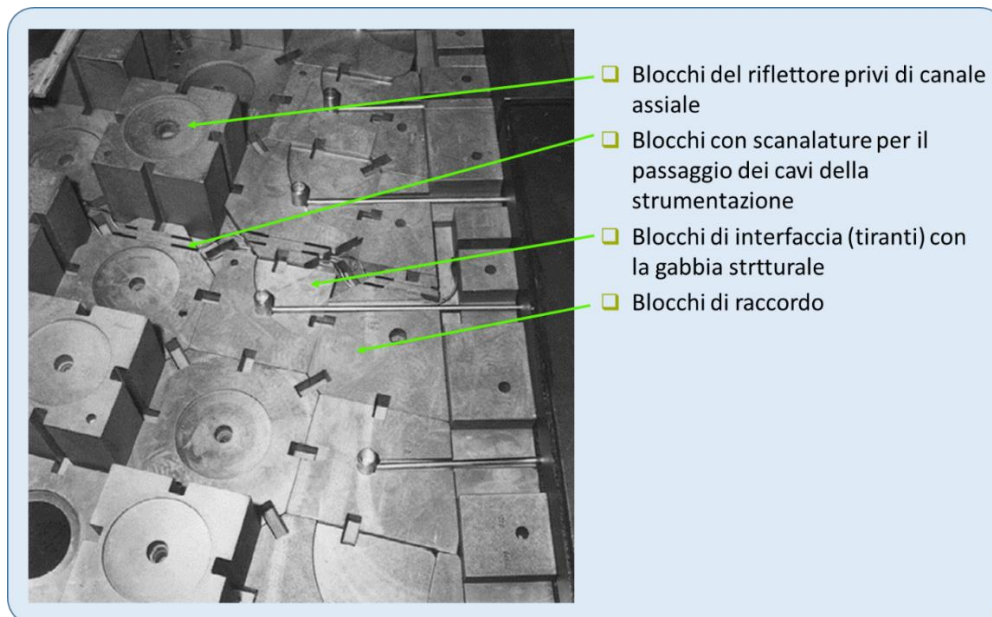 Blocchi del riflettore privi di canale
assiale
Blocchi con scanalature per il
passaggio dei cavi della
strumentazione
Blocchi di interfaccia (tiranti) con
la gabbia strtturale
Blocchi di raccordo